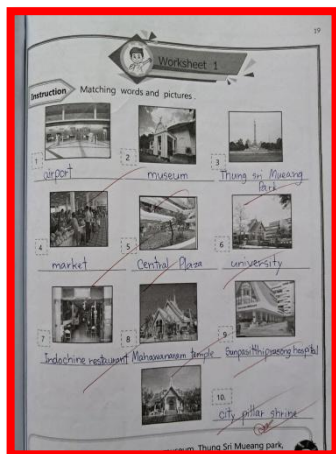 19
Worksheet 1
Instruction Matching words and pictures.
1 2 3
airport museum Thung Sri Mueang
Park
4 5 6
market Central Plaza university
7 8 9
Indochine restaurant Mahawanaram temple Sunpasitthiprasong hospital
10.
city pillar shrine
museum, Thung Sri Mueang park,